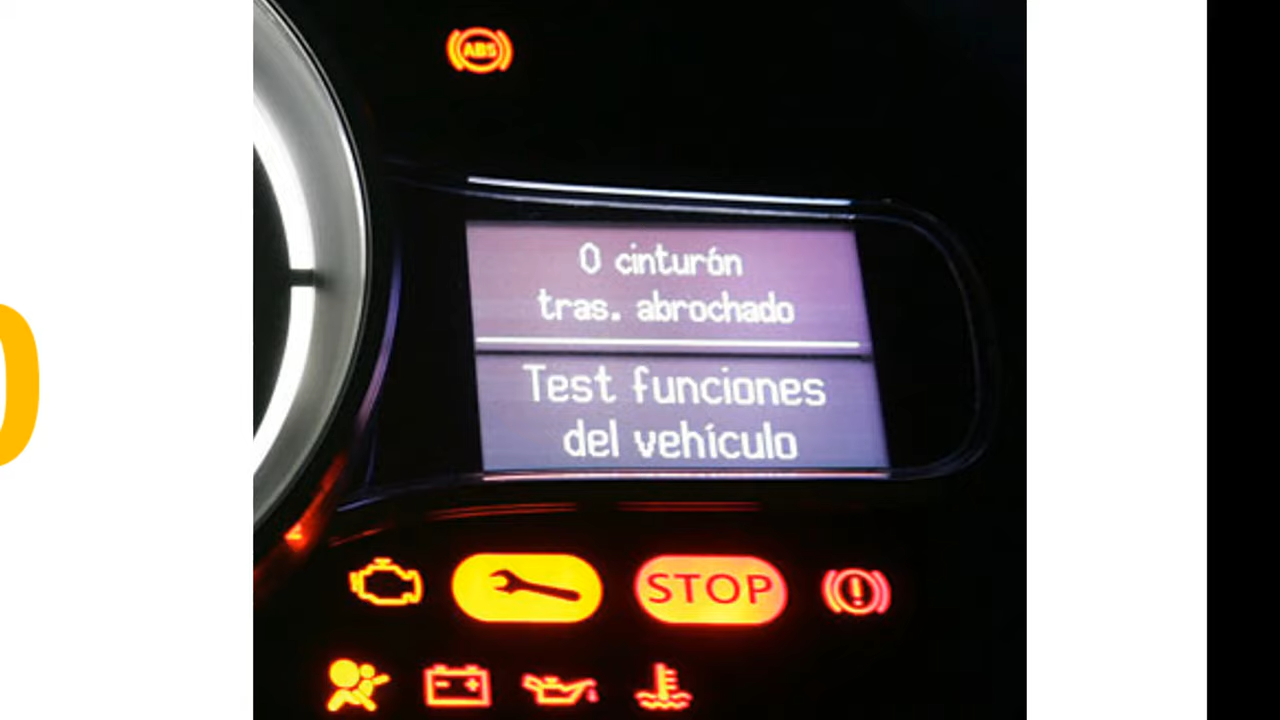 ABS
0 cinturón
tras. abrochado
Test funciones
del vehículo
STOP